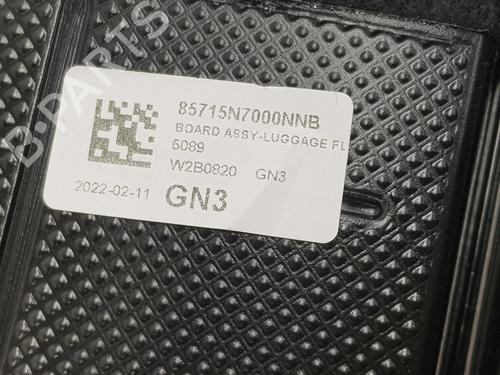 85715N7000NNB
BOARD ASSY-LUGGAGE FL
5089
W2B0820 GN3
2022-02-11 GN3
B-PARTS